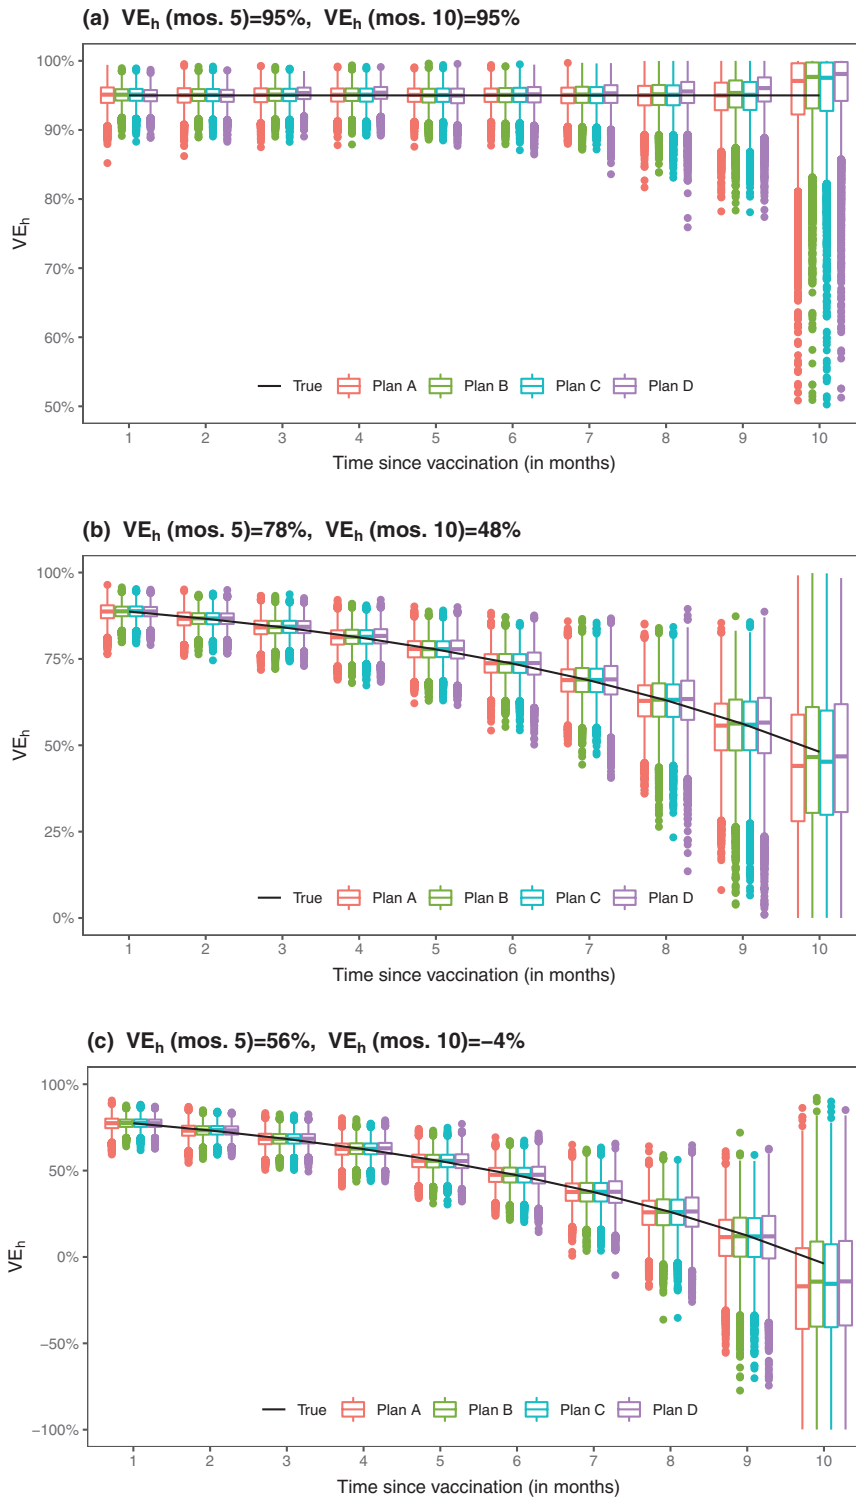 (a) VEh (mos. 5)=95%, VEh (mos. 10)=95%
100%
90%
80%
70%
60%
50%
VEh
True Plan A Plan B Plan C Plan D
1 2 3 4 5 6 7 8 9 10
Time since vaccination (in months)
(b) VEh (mos. 5)=78%, VEh (mos. 10)=48%
100%
75%
50%
25%
0%
VEh
True Plan A Plan B Plan C Plan D
1 2 3 4 5 6 7 8 9 10
Time since vaccination (in months)
(c) VEh (mos. 5)=56%, VEh (mos. 10)=−4%
100%
50%
0%
−50%
−100%
VEh
True Plan A Plan B Plan C Plan D
1 2 3 4 5 6 7 8 9 10
Time since vaccination (in months)